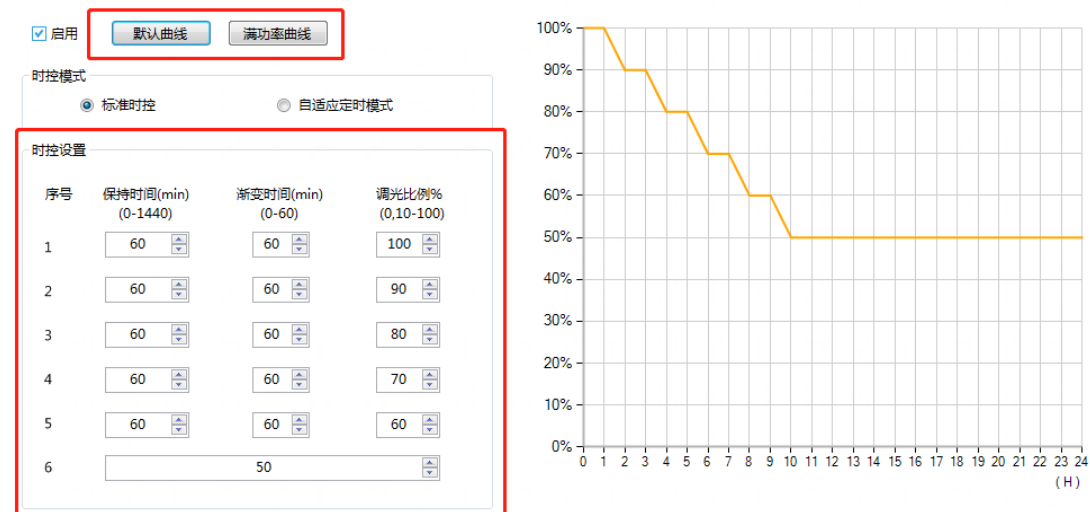 启用 默认曲线 满功率曲线
时控模式
标准时控 自适应定时模式
时控设置
序号 保持时间(min) 渐变时间(min) 调光比例%
(0-1440) (0-60) (0,10-100)
1 60 60 100
2 60 60 90
3 60 60 80
4 60 60 70
5 60 60 60
6 50
100%
90%
80%
70%
60%
50%
40%
30%
20%
10%
0%
0 1 2 3 4 5 6 7 8 9 10 11 12 13 14 15 16 17 18 19 20 21 22 23 24
(H)